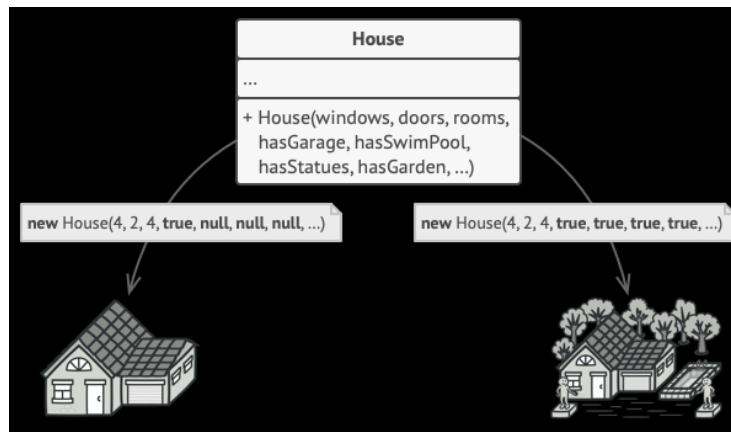 House
...
+ House(windows, doors, rooms,
hasGarage, hasSwimPool,
hasStatues, hasGarden, ...)
new House(4, 2, 4, true, null, null, null, ...)
new House(4, 2, 4, true, true, true, true, ...)